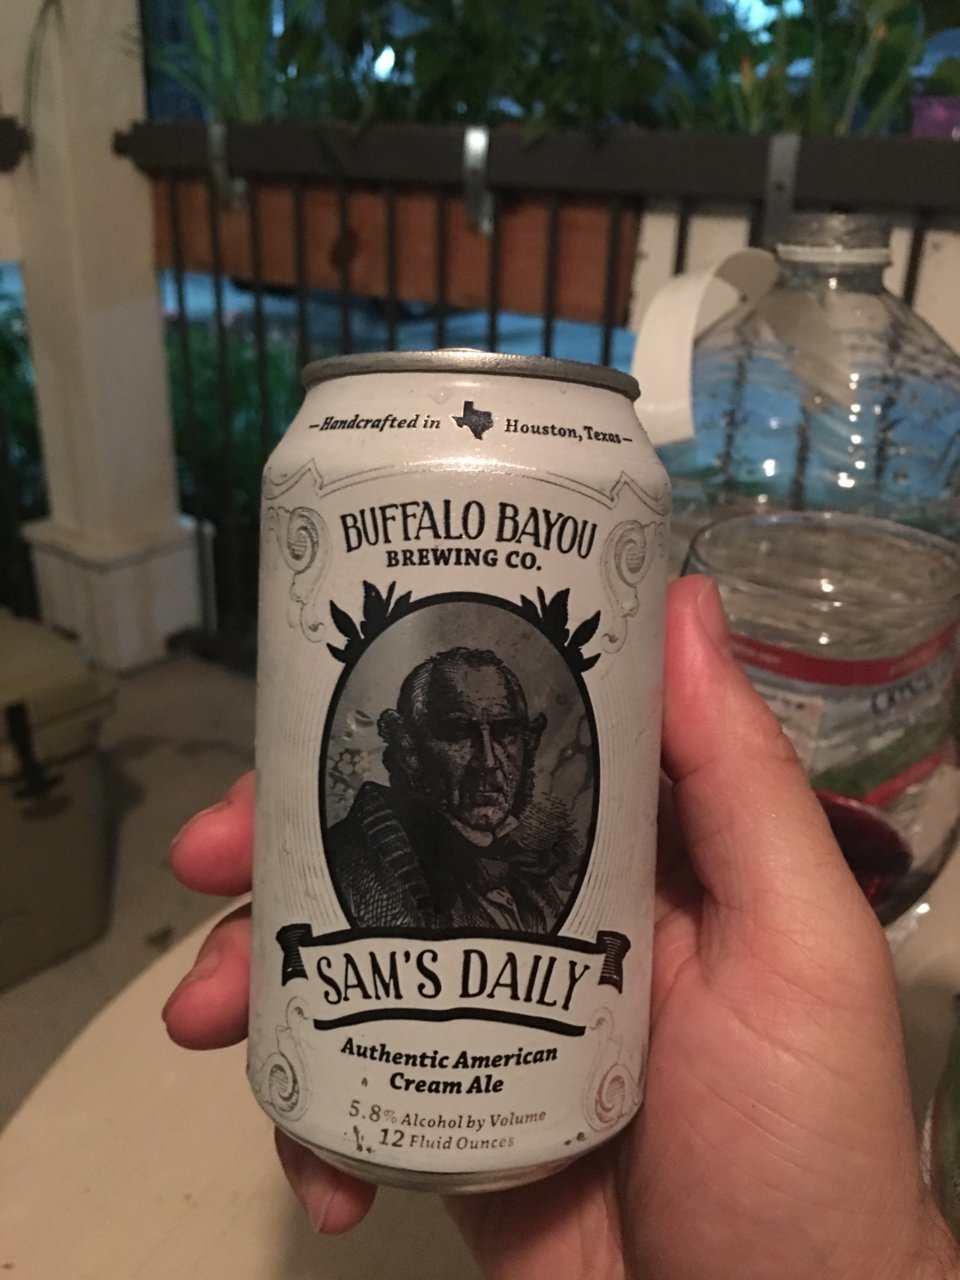 Handcrafted in Houston, Texas
BUFFALO BAYOU
BREWING CO.
SAM'S DAILY
Authentic American
Cream Ale
5.8% Alcohol by Volume
12 Fluid Ounces